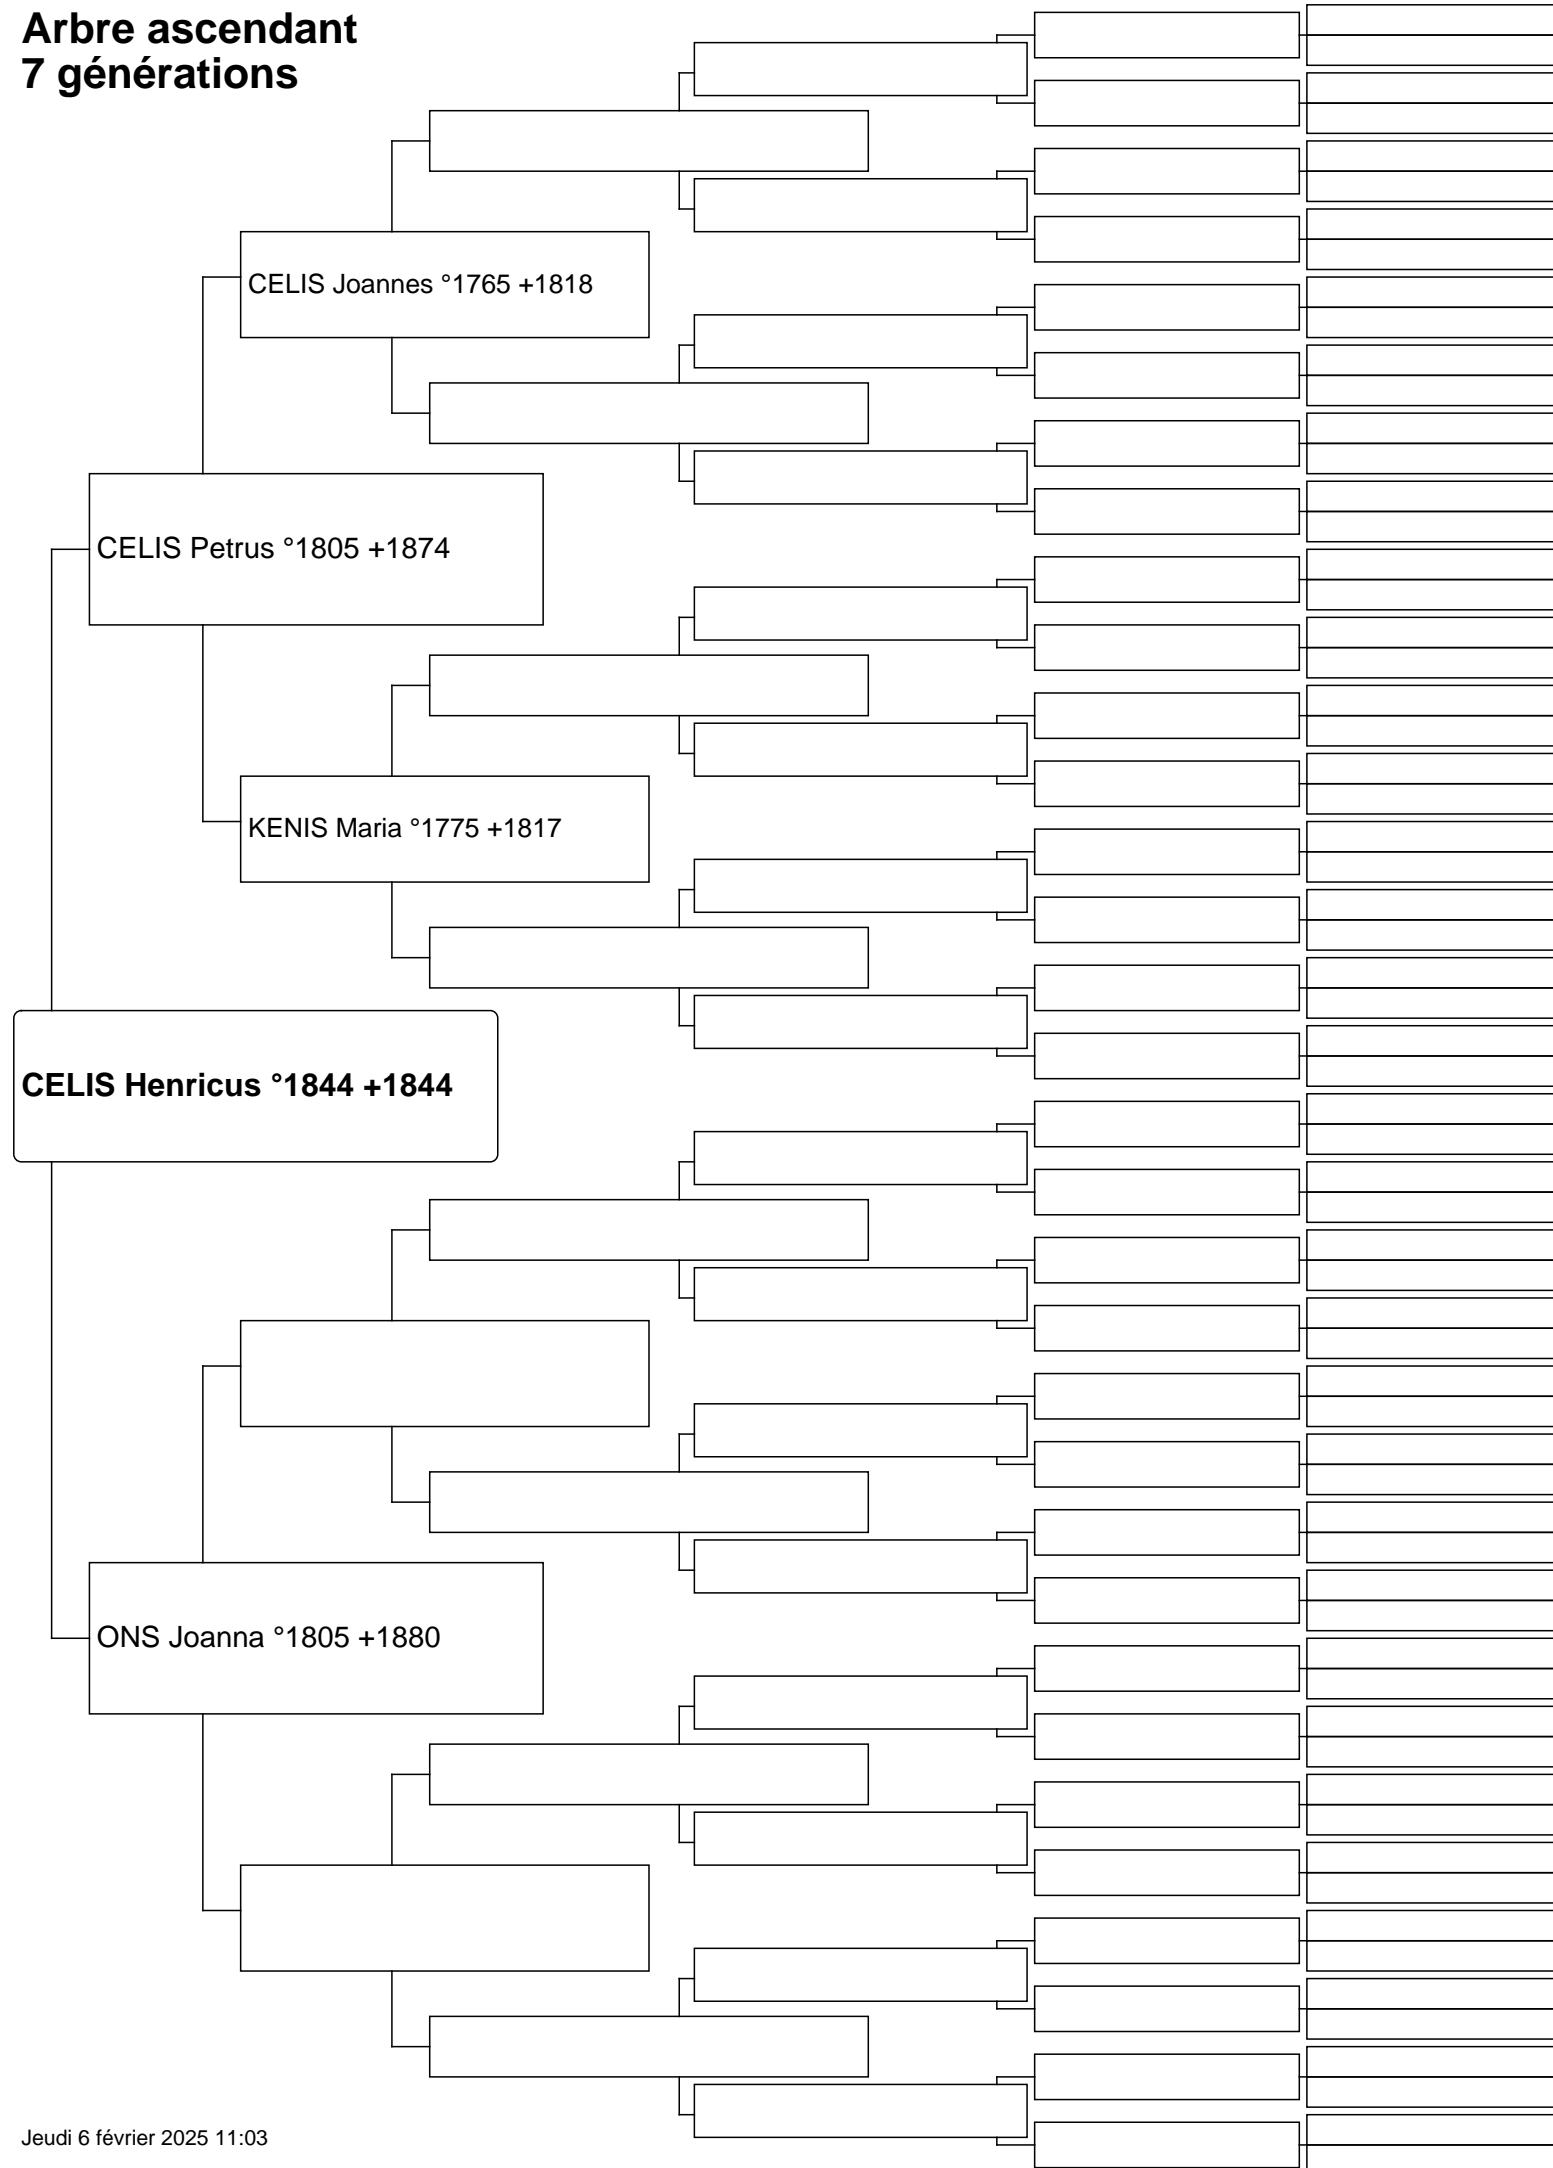 Arbre ascendant
7 générations
CELIS Joannes °1765 +1818
CELIS Petrus °1805 +1874
KENIS Maria °1775 +1817
CELIS Henricus °1844 +1844
ONS Joanna °1805 +1880
Jeudi 6 février 2025 11:03